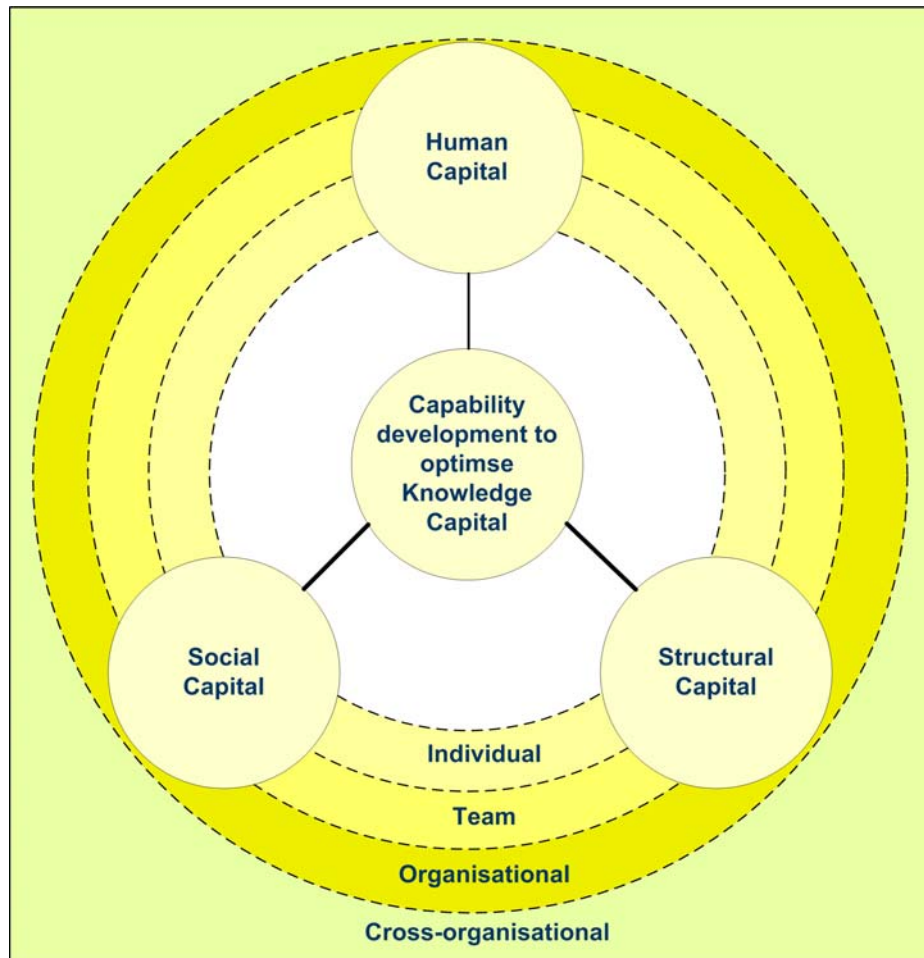 Human
Capital
Capability
development to
optimse
Knowledge
Capital
Social
Capital
Structural
Capital
Individual
Team
Organisational
Cross-organisational